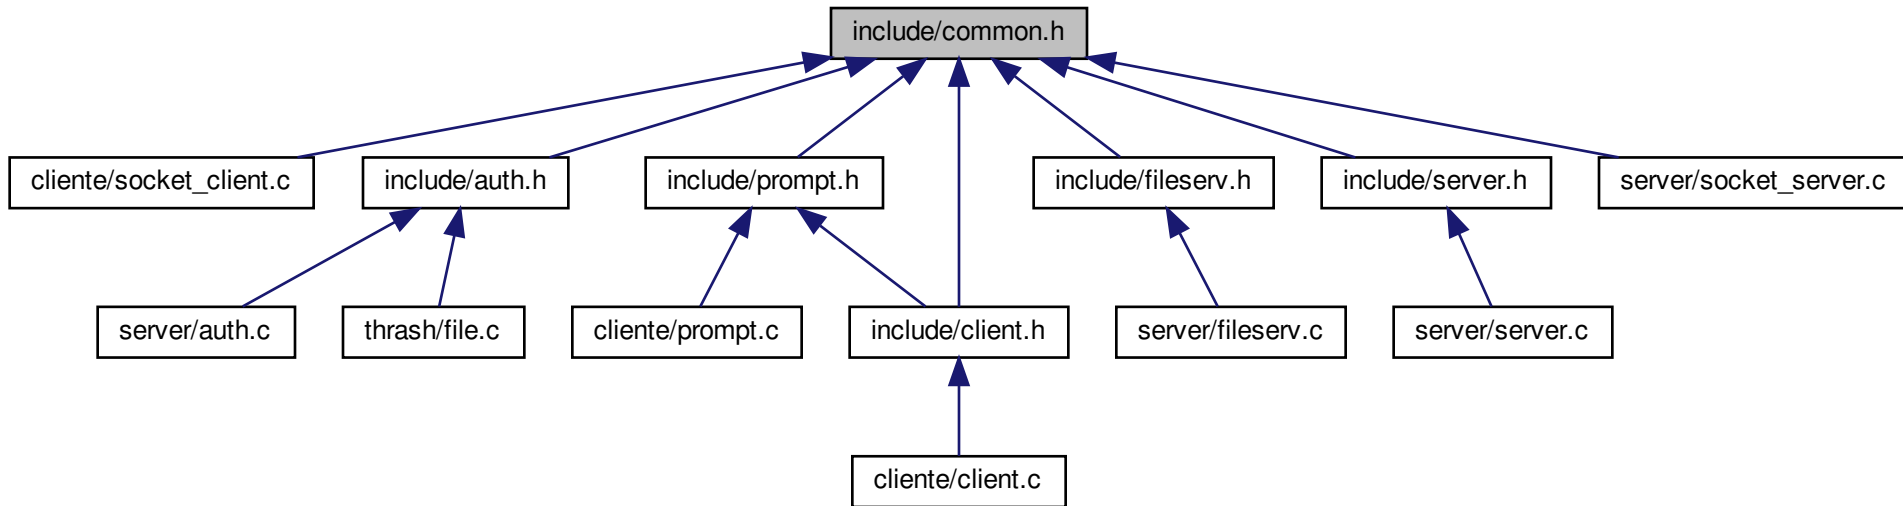 include/common.h
cliente/socket_client.c
include/auth.h
include/prompt.h
include/fileserv.h
include/server.h
server/socket_server.c
server/auth.c
thrash/file.c
cliente/prompt.c
include/client.h
server/fileserv.c
server/server.c
cliente/client.c